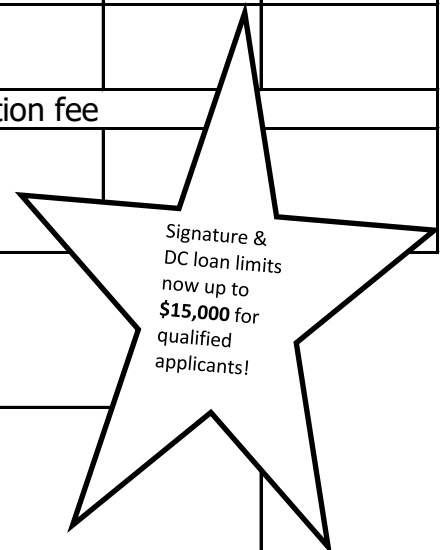 tion fee
Signature &
DC loan limits
now up to
$15,000 for
qualified
applicants!